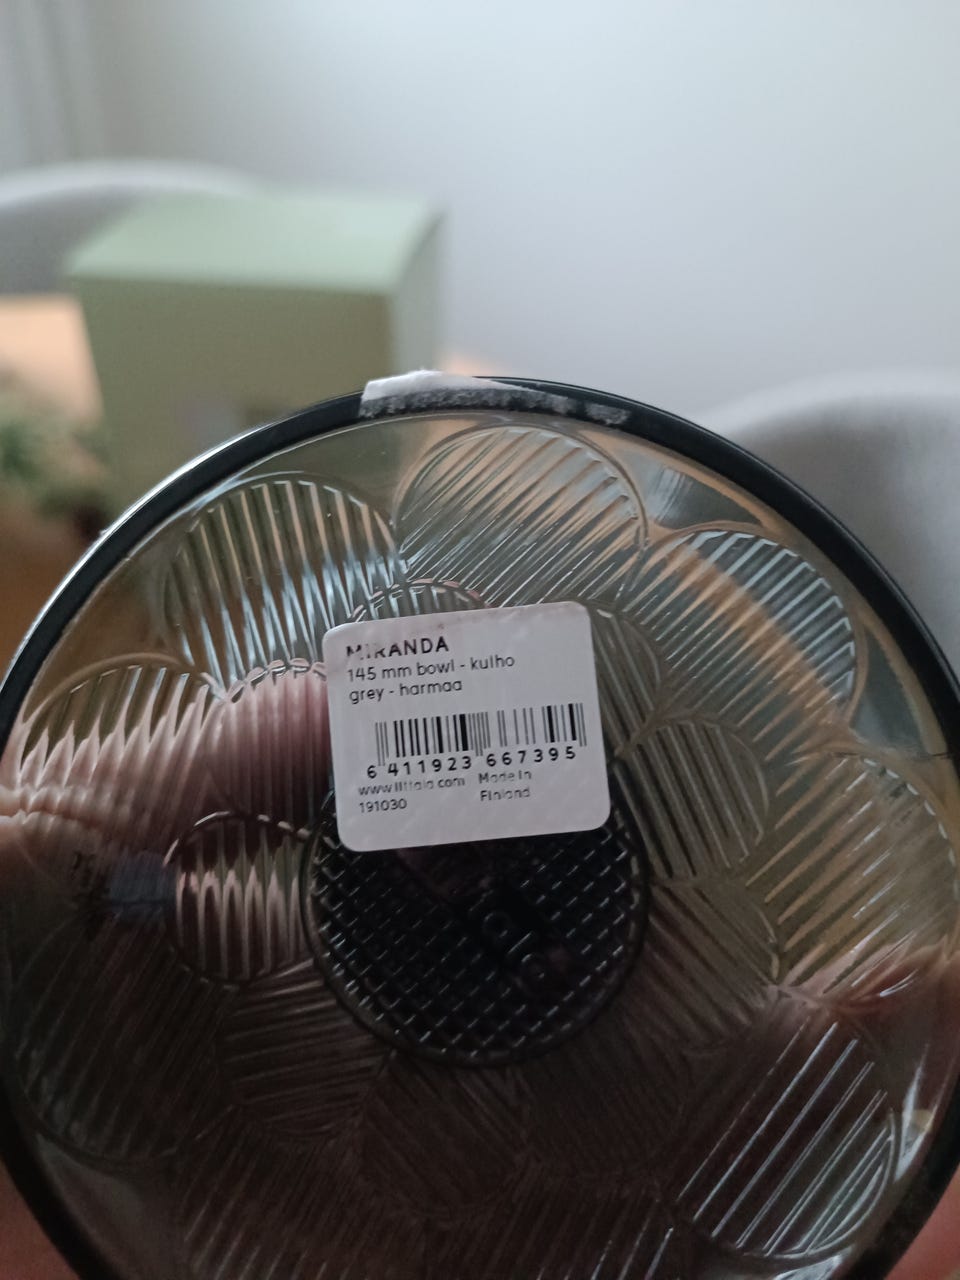 MIRANDA
145 mm bowl - kulho
grey - harmaa
6 411923 667395
www.iittala.com Made in
191030 Finland